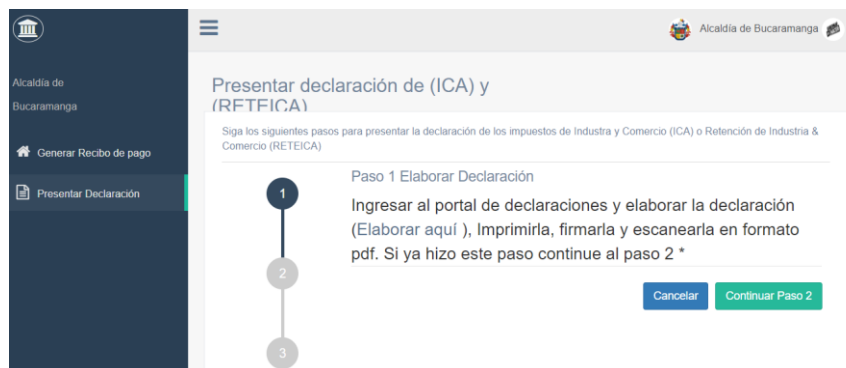 Alcaldía de Bucaramanga
Alcaldía de
Bucaramanga
Generar Recibo de pago
Presentar Declaración
Presentar declaración de (ICA) y
(RETEICA)
Siga los siguientes pasos para presentar la declaración de los impuestos de Industra y Comercio (ICA) o Retención de Industria &
Comercio (RETEICA)
1
Paso 1 Elaborar Declaración
Ingresar al portal de declaraciones y elaborar la declaración
(Elaborar aquí ), Imprimirla, firmarla y escanearla en formato
pdf. Si ya hizo este paso continue al paso 2 *
2
Cancelar Continuar Paso 2
3